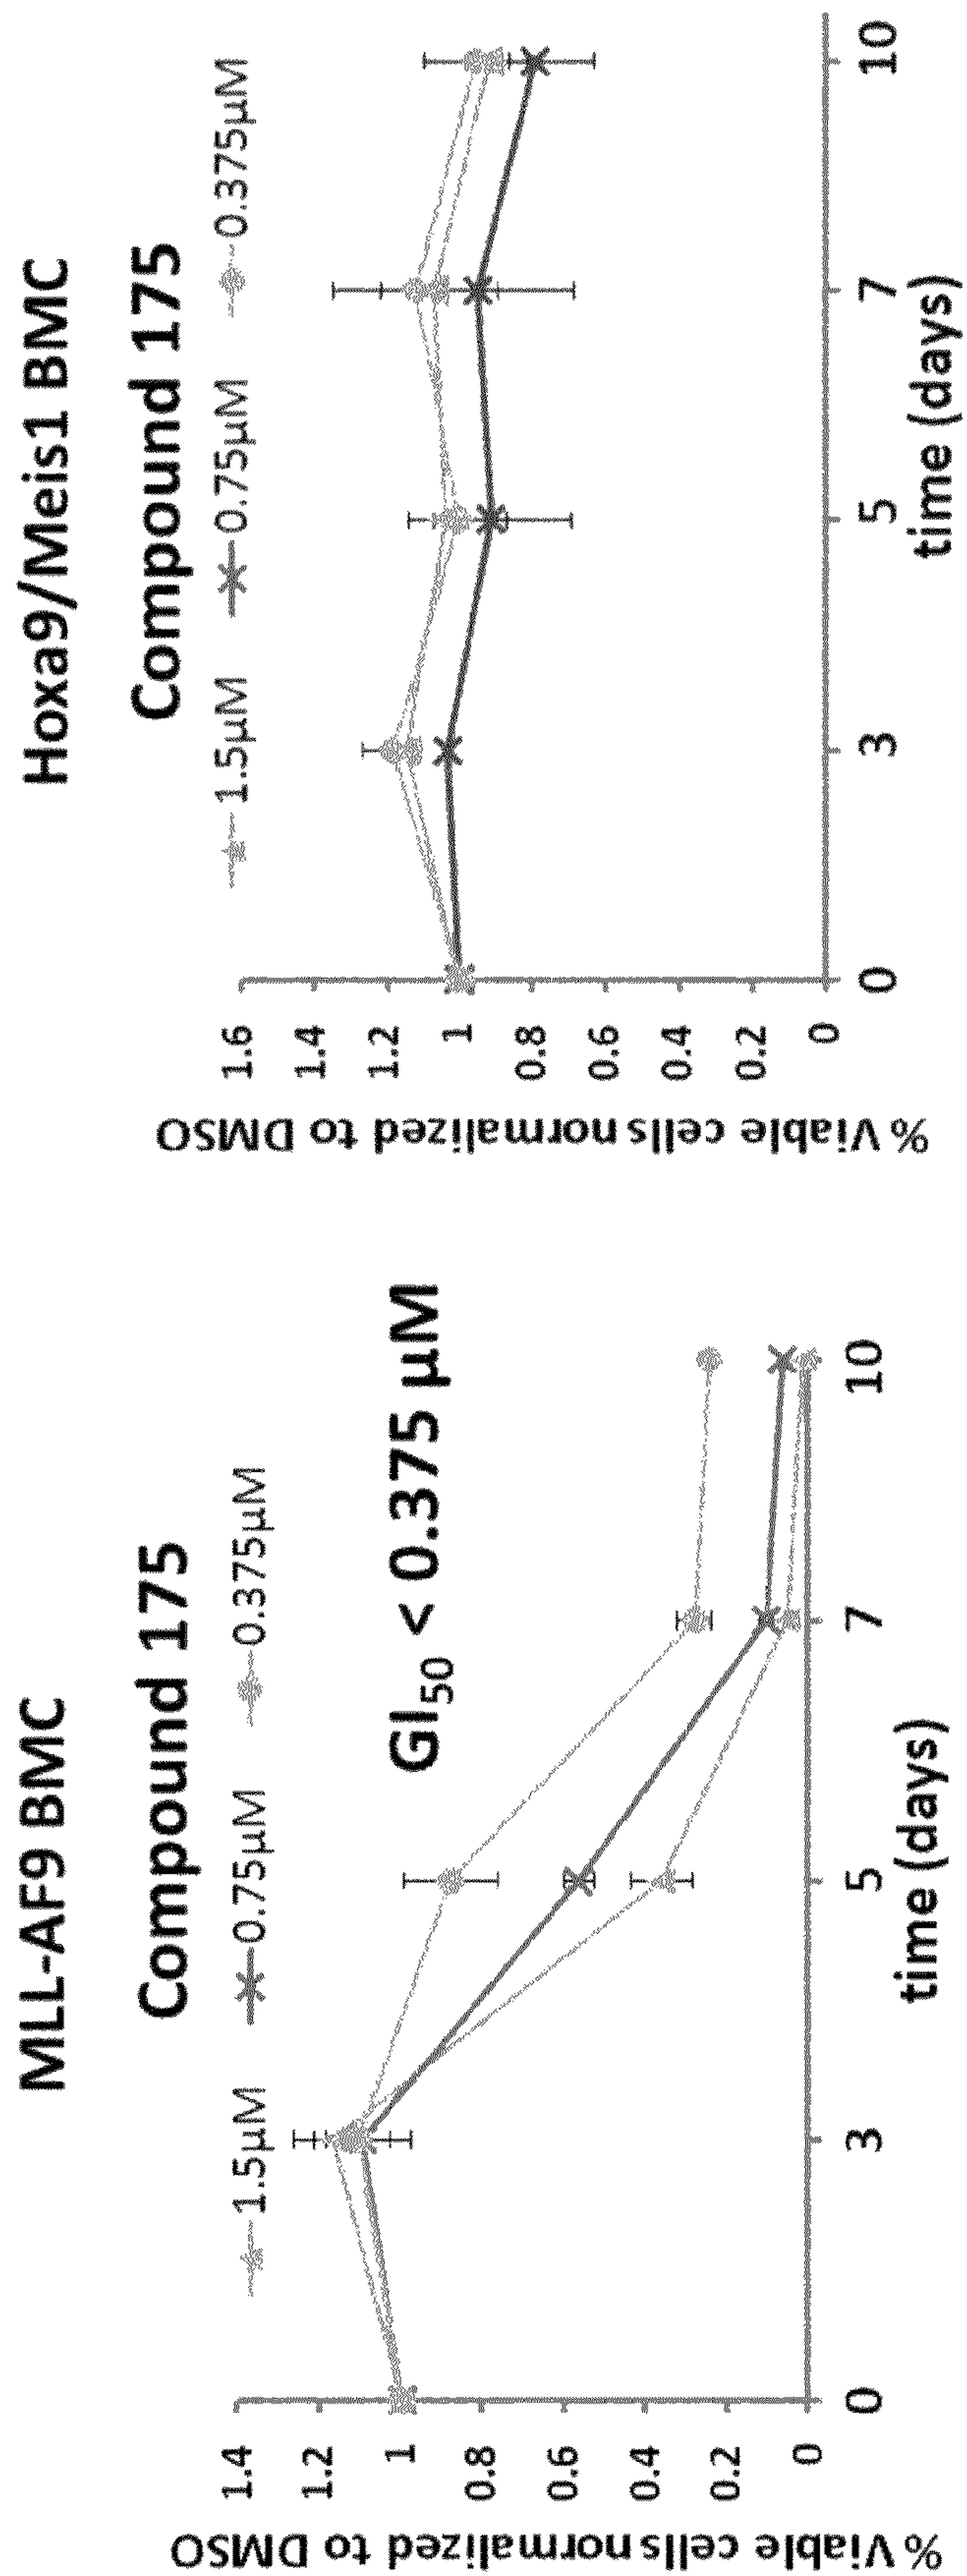 MLL-AF9 BMC
Compound 175
1.5µM 0.75µM 0.375µM
GI50 < 0.375 µM
% Viable cells normalized to DMSO
1.4
1.2
1
0.8
0.6
0.4
0.2
0
0 3 5 7 10
time (days)
Hoxa9/Meis1 BMC
Compound 175
1.5µM 0.75µM 0.375µM
% Viable cells normalized to DMSO
1.6
1.4
1.2
1
0.8
0.6
0.4
0.2
0
0 3 5 7 10
time (days)